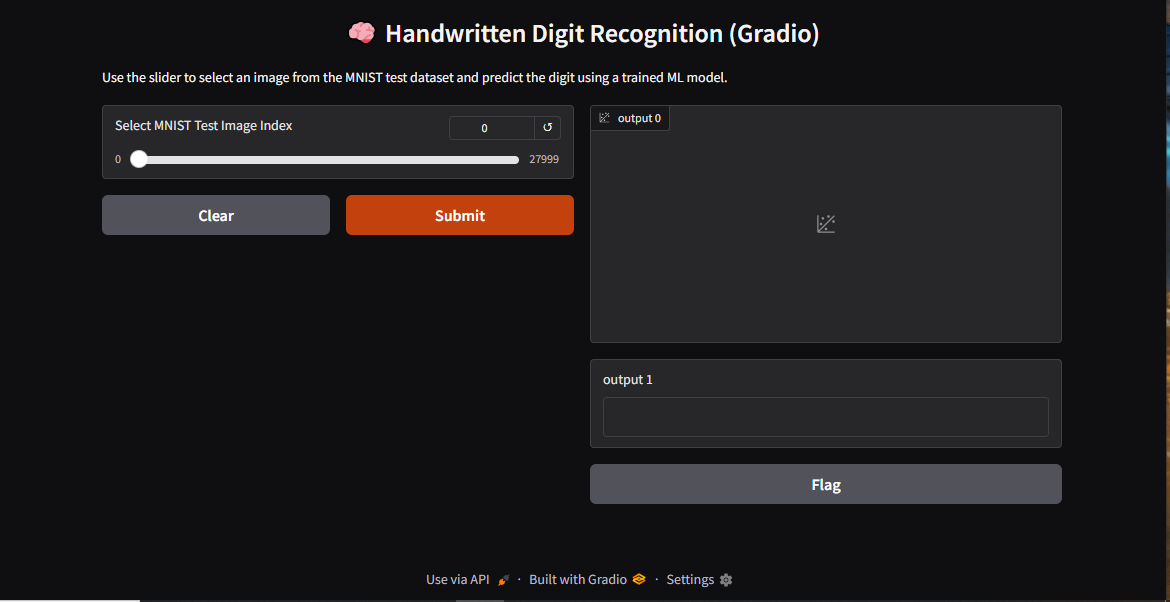 🧠 Handwritten Digit Recognition (Gradio)
Use the slider to select an image from the MNIST test dataset and predict the digit using a trained ML model.
Select MNIST Test Image Index
0
0
27999
Clear
Submit
output 0
output 1
Flag
Use via API 🚀 · Built with Gradio · Settings ⚙️